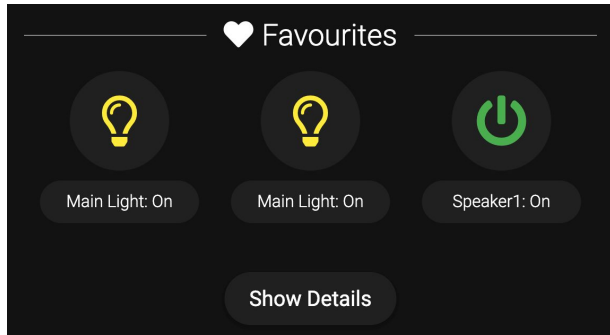 Favourites
Main Light: On
Main Light: On
Speaker1: On
Show Details